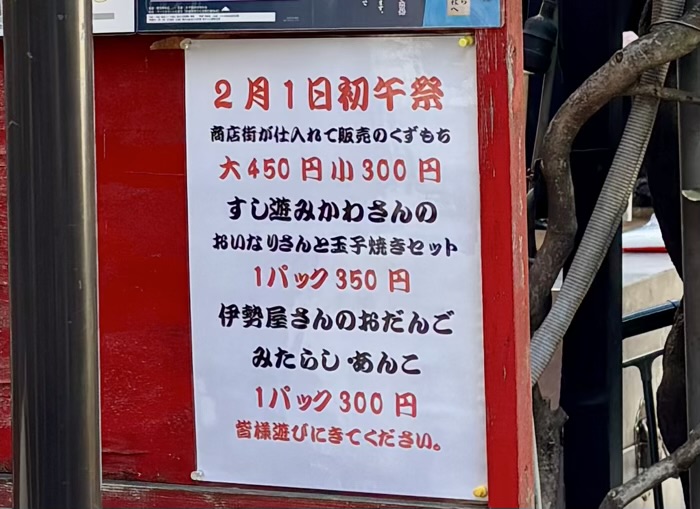 2月1日初午祭
商店街が仕入れて販売のくずもち
大450円小300円
すし遊みかわさんの
おいなりさんと玉子焼きセット
1パック350円
伊勢屋さんのおだんご
みたらし・あんこ
1パック300円
皆様遊びにきてください。